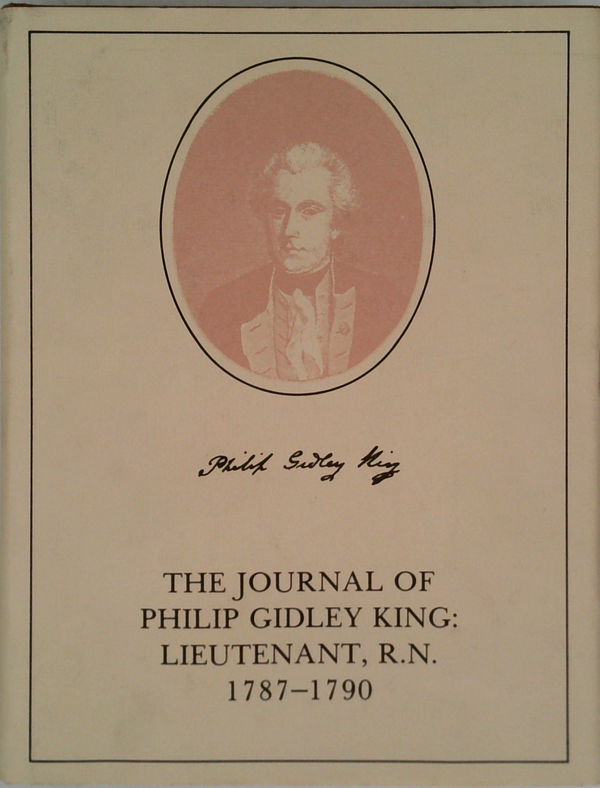 Philip Gidley King
THE JOURNAL OF
PHILIP GIDLEY KING:
LIEUTENANT, R.N.
1787–1790